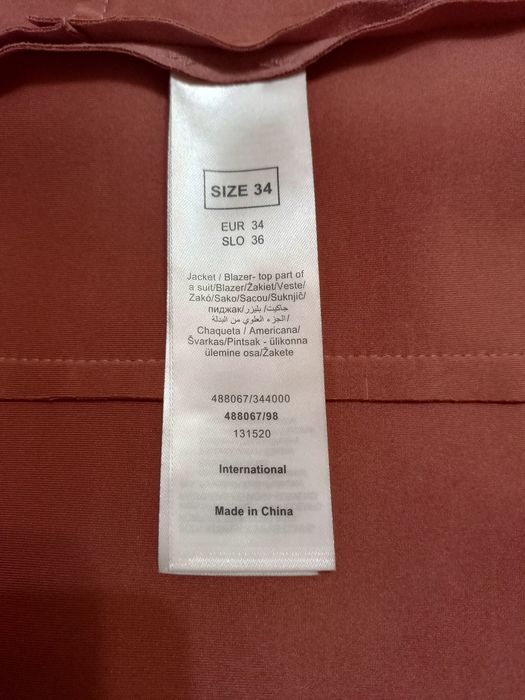 SIZE 34
EUR 34
SLO 36
Jacket / Blazer- top part of
a suit/Blazer/Żakiet/Veste/
Zakó/Sako/Sacou/Suknjič/
пиджак/ جاكيت/ بليزر/
الجزء العلوي من البدلة/
Chaqueta / Americana/
Švarkas/Pintsak - ülikonna
ülemine osa/Žakete
488067/344000
488067/98
131520
International
Made in China